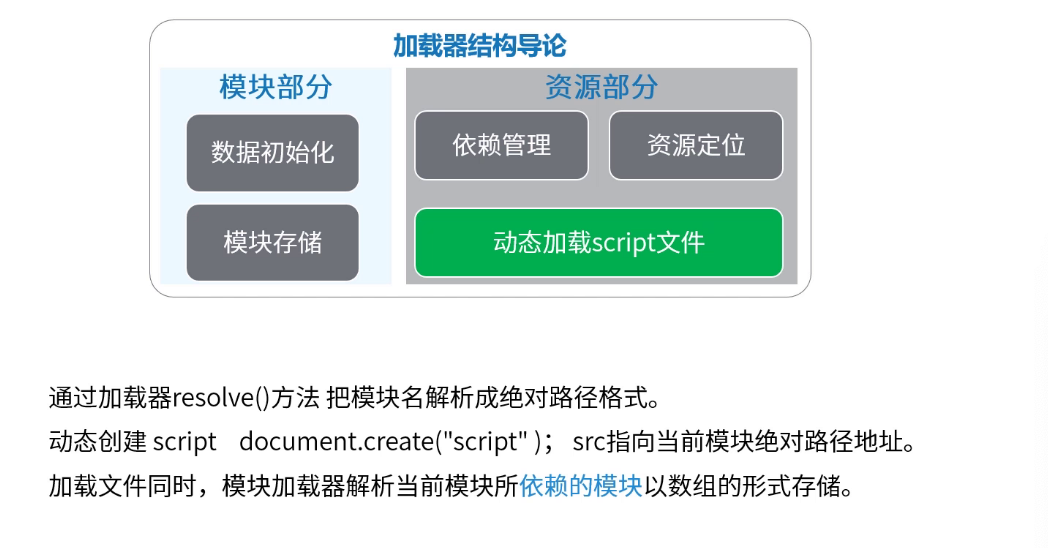 加载器结构导论
模块部分
资源部分
数据初始化
依赖管理
资源定位
模块存储
动态加载script文件
通过加载器resolve()方法 把模块名解析成绝对路径格式。
动态创建 script document.create("script" )； src指向当前模块绝对路径地址。
加载文件同时，模块加载器解析当前模块所依赖的模块以数组的形式存储。